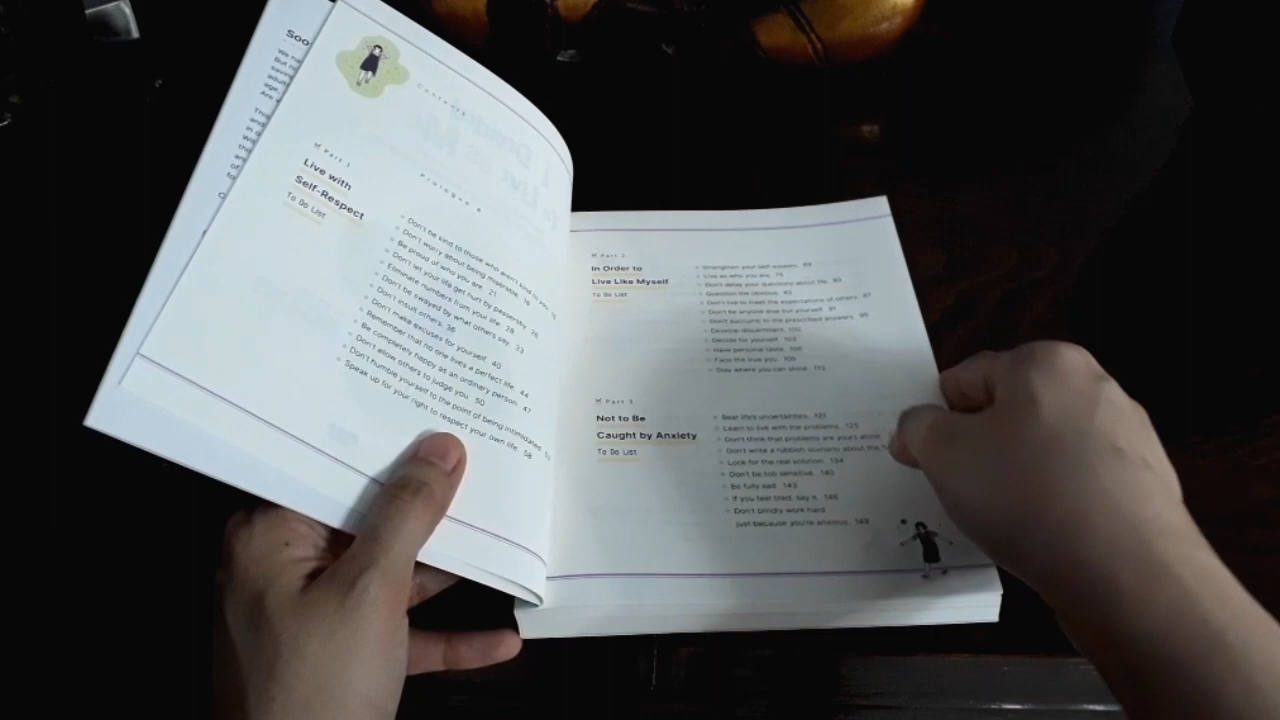 Soo
Contents
Prologue
Part 1
Live with
Self-Respect
To Do List
Don't be kind to those who aren't kind to you. 15
Don't worry about being miserable. 18
Be proud of who you are. 21
Don't let your life get hurt by passersby. 26
Eliminate numbers from your life. 28
Don't be swayed by what others say. 33
Don't insult others. 36
Don't make excuses for yourself. 40
Remember that no one lives a perfect life. 44
Be completely happy as an ordinary person. 47
Don't allow others to judge you. 50
Don't humble yourself to the point of being intimidated.
Speak up for your right to respect your own life. 58
Part 2
In Order to
Live Like Myself
To Do List
Strengthen your self-esteem. 69
Live as who you are. 75
Don't delay your questions about life. 80
Question the obvious. 83
Don't live to meet the expectations of others. 87
Don't be anyone else but yourself. 91
Don't succumb to the prescribed answers. 95
Develop discernment. 100
Decide for yourself. 103
Have personal taste. 106
Face the true you. 109
Stay where you can shine. 113
Part 3
Not to Be
Caught by Anxiety
To Do List
Bear life's uncertainties. 121
Learn to live with the problems. 125
Don't think that problems are yours alone.
Don't write a rubbish scenario about the
Look for the real solution. 134
Don't be too sensitive. 140
Be fully sad. 143
If you feel tired, say it. 146
Don't blindly work hard
just because you're anxious. 149